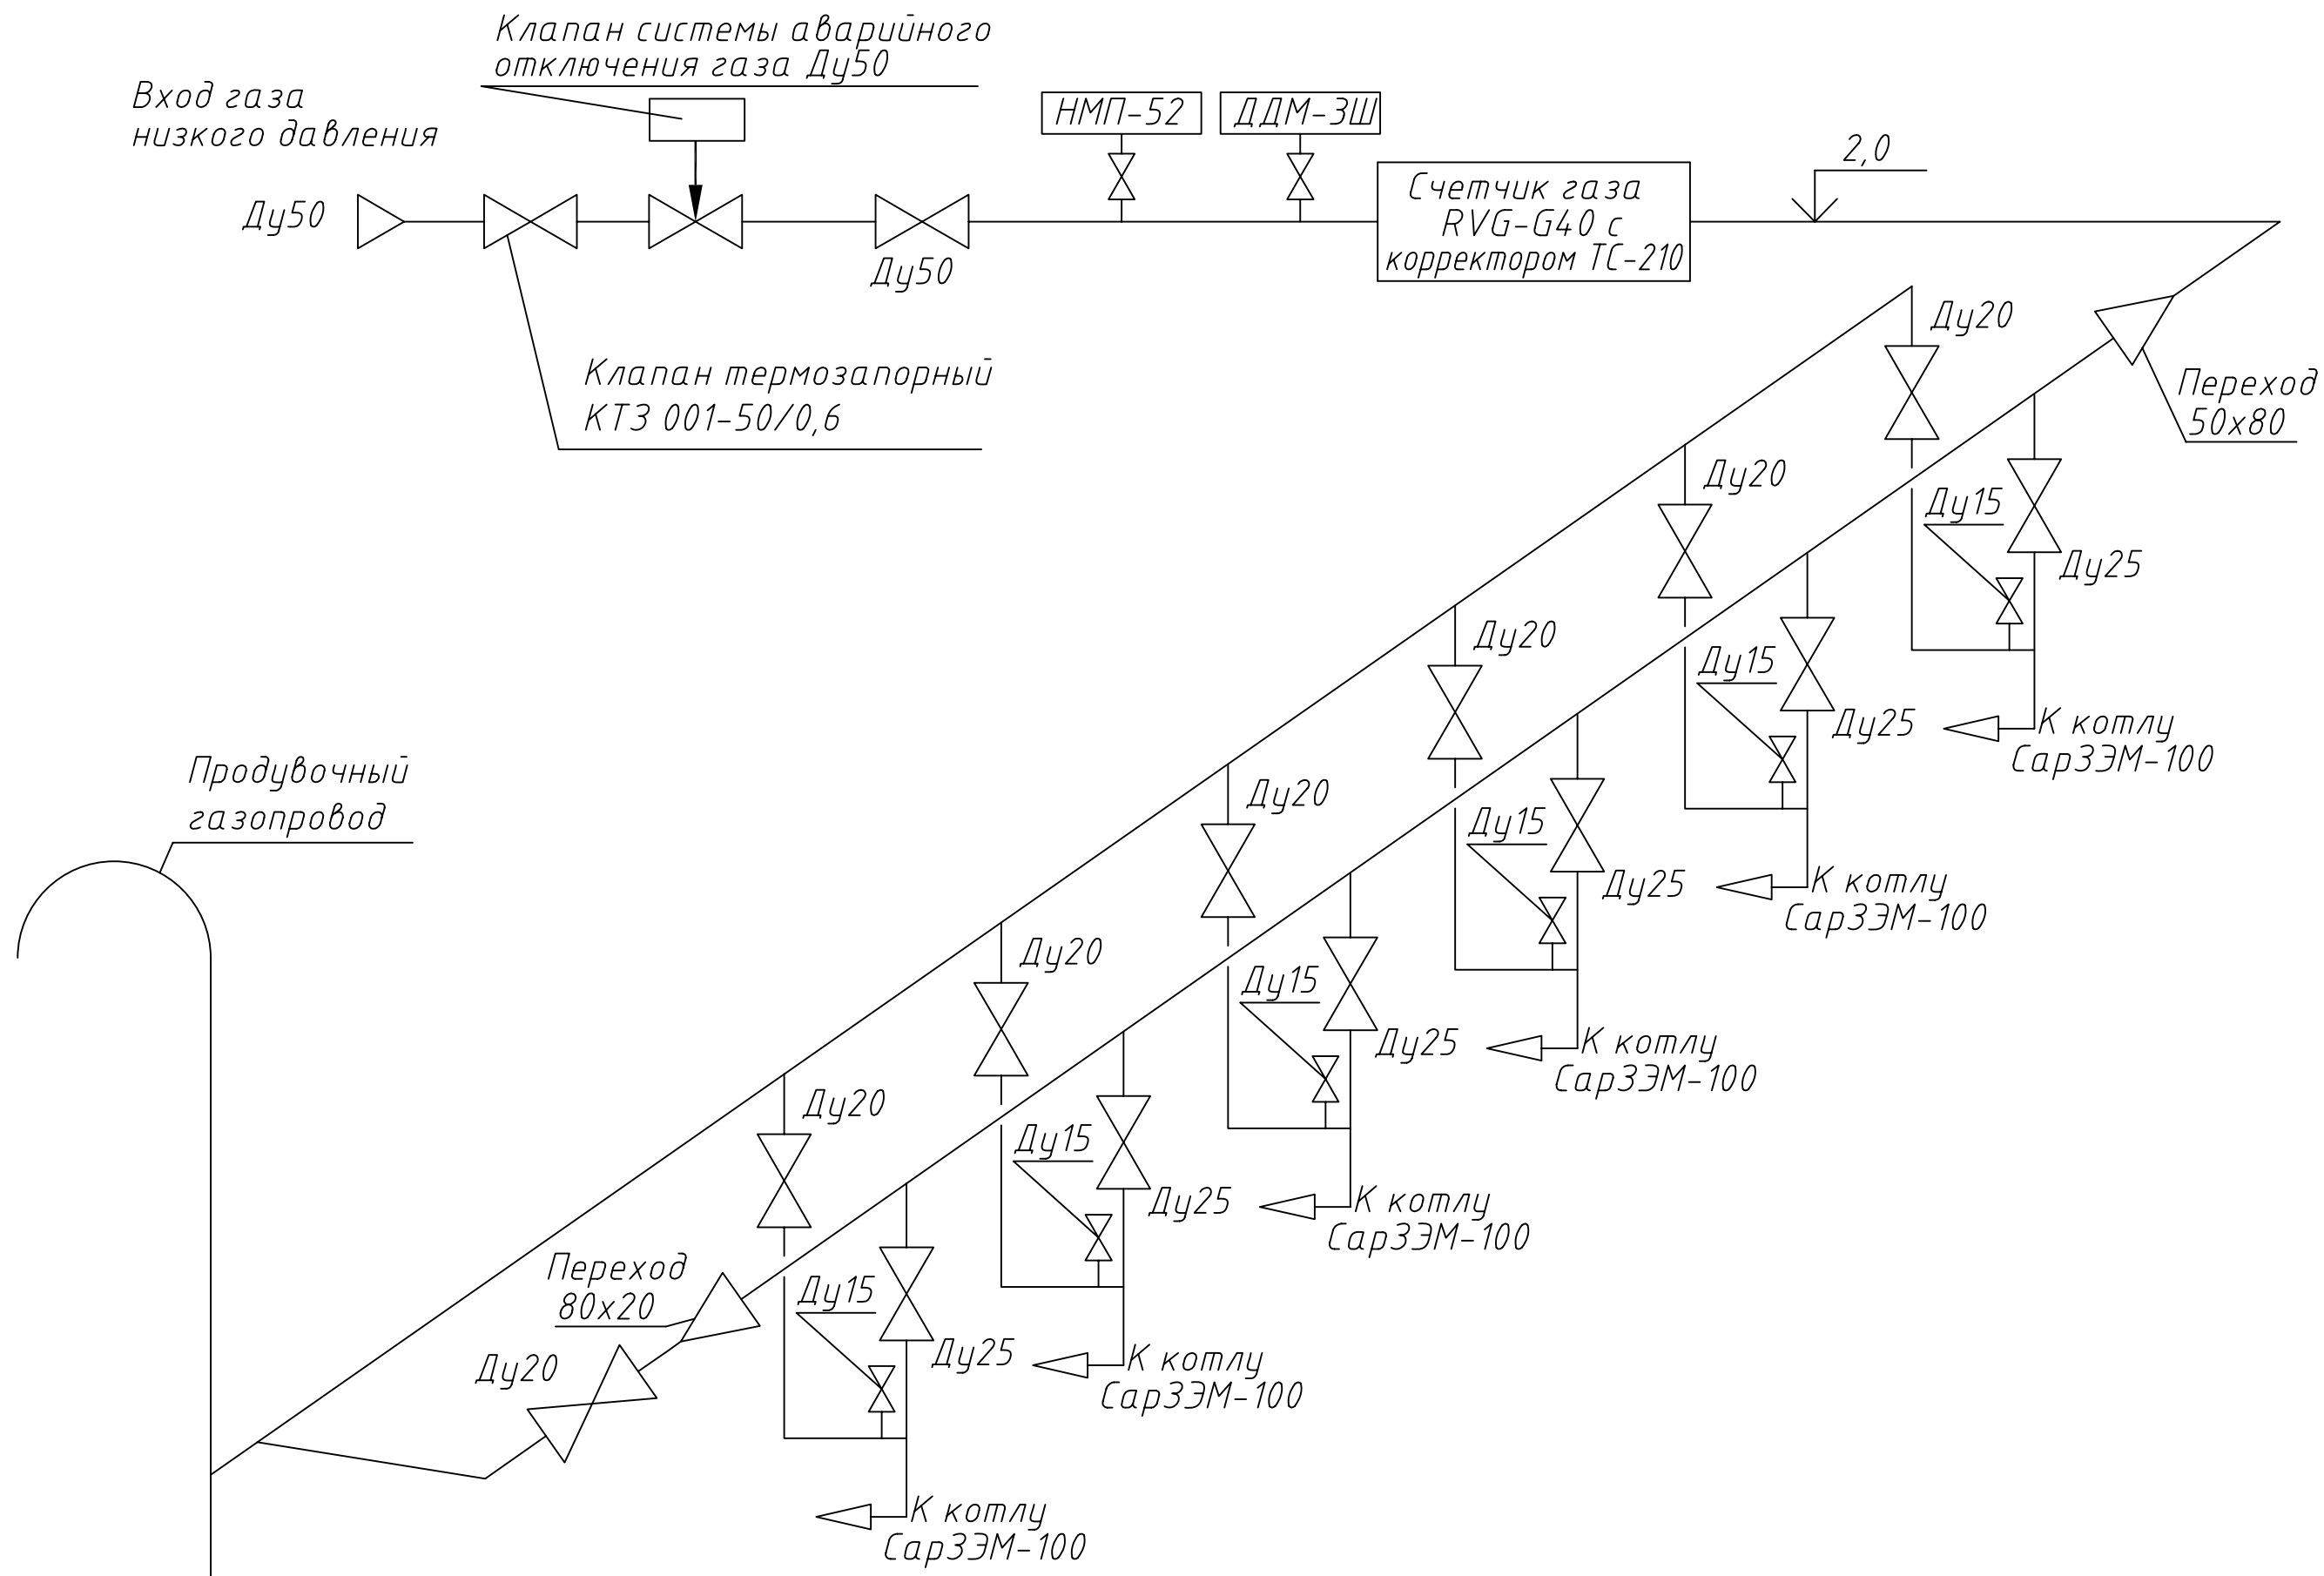 Клапан системы аварийного
отключения газа Ду50
Вход газа
низкого давления
НМП-52
ДДМ-3Ш
2,0
Счетчик газа
RVG-G40 с
корректором ТС-210
Ду50
Ду50
Клапан термозапорный
КТЗ 001-50/0,6
Ду20
Переход
50х80
Ду20
Ду15
Ду25
Ду20
Ду15
Ду25
К котлу
СарЗЭМ-100
Продувочный
газопровод
Ду20
Ду15
Ду25
К котлу
СарЗЭМ-100
Ду20
Ду15
Ду25
К котлу
СарЗЭМ-100
Ду20
Ду15
Ду25
К котлу
СарЗЭМ-100
Переход
80х20
Ду20
Ду15
Ду25
К котлу
СарЗЭМ-100
К котлу
СарЗЭМ-100